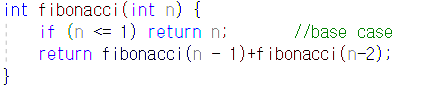 int fibonacci(int n) {
    if (n <= 1) return n;        //base case
    return fibonacci(n - 1)+fibonacci(n-2);
}